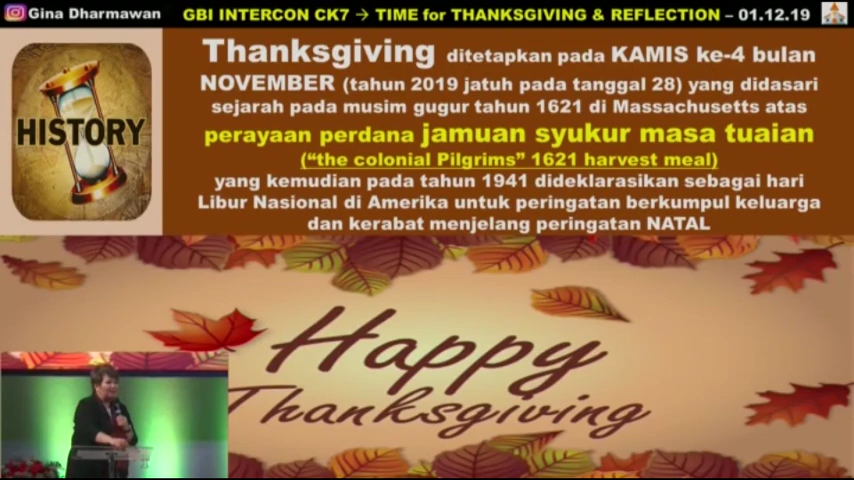 Gina Dharmawan
GBI INTERCON CK7 → TIME for THANKSGIVING & REFLECTION – 01.12.19
HISTORY
Thanksgiving ditetapkan pada KAMIS ke-4 bulan
NOVEMBER (tahun 2019 jatuh pada tanggal 28) yang didasari
sejarah pada musim gugur tahun 1621 di Massachusetts atas
perayaan perdana jamuan syukur masa tuaian
(“the colonial Pilgrims” 1621 harvest meal)
yang kemudian pada tahun 1941 dideklarasikan sebagai hari
Libur Nasional di Amerika untuk peringatan berkumpul keluarga
dan kerabat menjelang peringatan NATAL
Happy
Thanksgiving